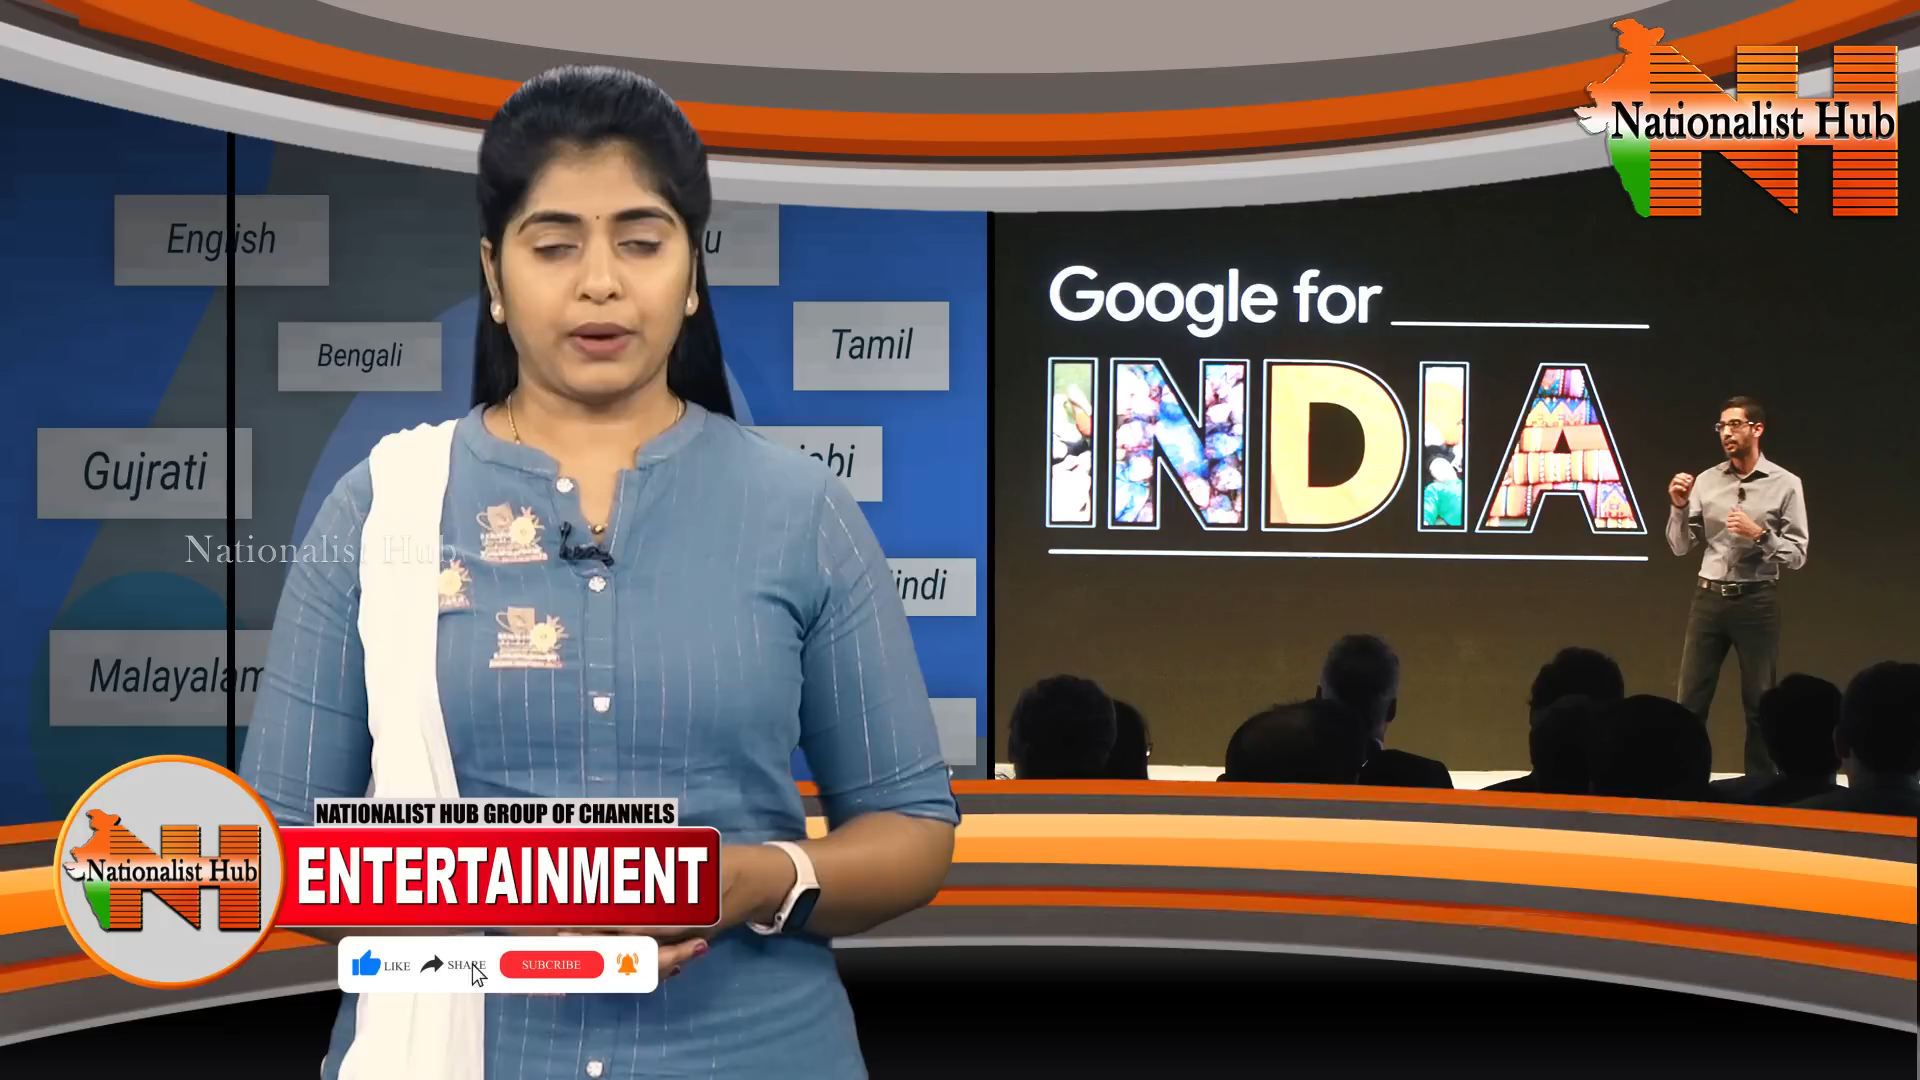 Nationalist Hub
English
Bengali
Tamil
Gujrati
Malayalam
Google for
INDIA
Nationalist Hub
NATIONALIST HUB GROUP OF CHANNELS
ENTERTAINMENT
Nationalist Hub
LIKE
SHARE
SUBCRIBE